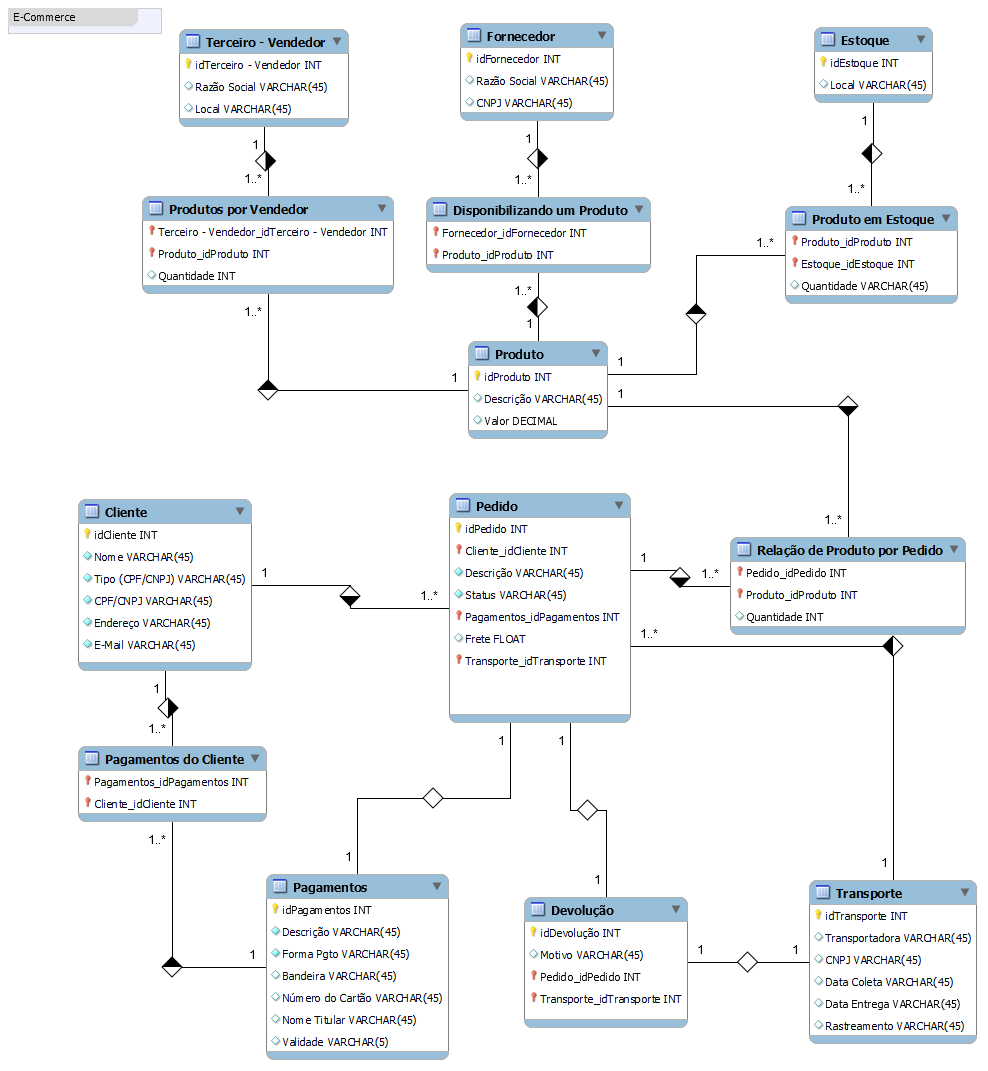 E-Commerce
Terceiro - Vendedor
idTerceiro - Vendedor INT
Razão Social VARCHAR(45)
Local VARCHAR(45)
Fornecedor
idFornecedor INT
Razão Social VARCHAR(45)
CNPJ VARCHAR(45)
Estoque
idEstoque INT
Local VARCHAR(45)
1
1..*
1
1..*
1
1..*
Produtos por Vendedor
Terceiro - Vendedor_idTerceiro - Vendedor INT
Produto_idProduto INT
Quantidade INT
Disponibilizando um Produto
Fornecedor_idFornecedor INT
Produto_idProduto INT
Produto em Estoque
Produto_idProduto INT
Estoque_idEstoque INT
Quantidade VARCHAR(45)
1..*
1..*
1..*
1
1
1
1
Produto
idProduto INT
Descrição VARCHAR(45)
Valor DECIMAL
1..*
Cliente
idCliente INT
Nome VARCHAR(45)
Tipo (CPF/CNPJ) VARCHAR(45)
CPF/CNPJ VARCHAR(45)
Endereço VARCHAR(45)
E-Mail VARCHAR(45)
1
1..*
Pedido
idPedido INT
Cliente_idCliente INT
Descrição VARCHAR(45)
Status VARCHAR(45)
Pagamentos_idPagamentos INT
Frete FLOAT
Transporte_idTransporte INT
1
1..*
1..*
Relação de Produto por Pedido
Pedido_idPedido INT
Produto_idProduto INT
Quantidade INT
1
1..*
1
1
Pagamentos do Cliente
Pagamentos_idPagamentos INT
Cliente_idCliente INT
1..*
1
1
1
1
Pagamentos
idPagamentos INT
Descrição VARCHAR(45)
Forma Pgto VARCHAR(45)
Bandeira VARCHAR(45)
Número do Cartão VARCHAR(45)
Nome Titular VARCHAR(45)
Validade VARCHAR(5)
Devolução
idDevolução INT
Motivo VARCHAR(45)
Pedido_idPedido INT
Transporte_idTransporte INT
1
1
Transporte
idTransporte INT
Transportadora VARCHAR(45)
CNPJ VARCHAR(45)
Data Coleta VARCHAR(45)
Data Entrega VARCHAR(45)
Rastreamento VARCHAR(45)